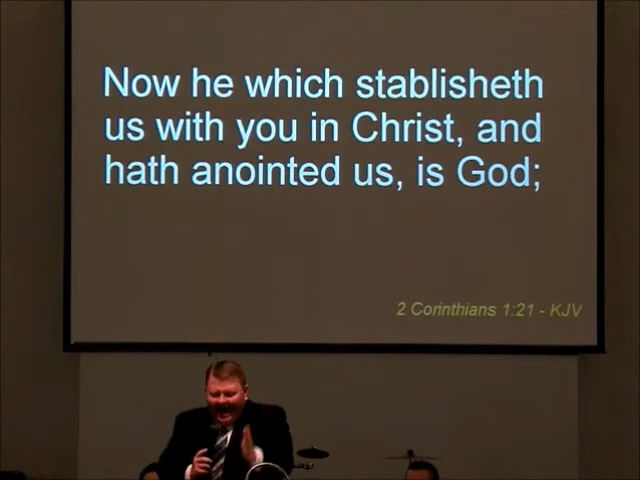 Now he which stablisheth
us with you in Christ, and
hath anointed us, is God;
2 Corinthians 1:21 - KJV